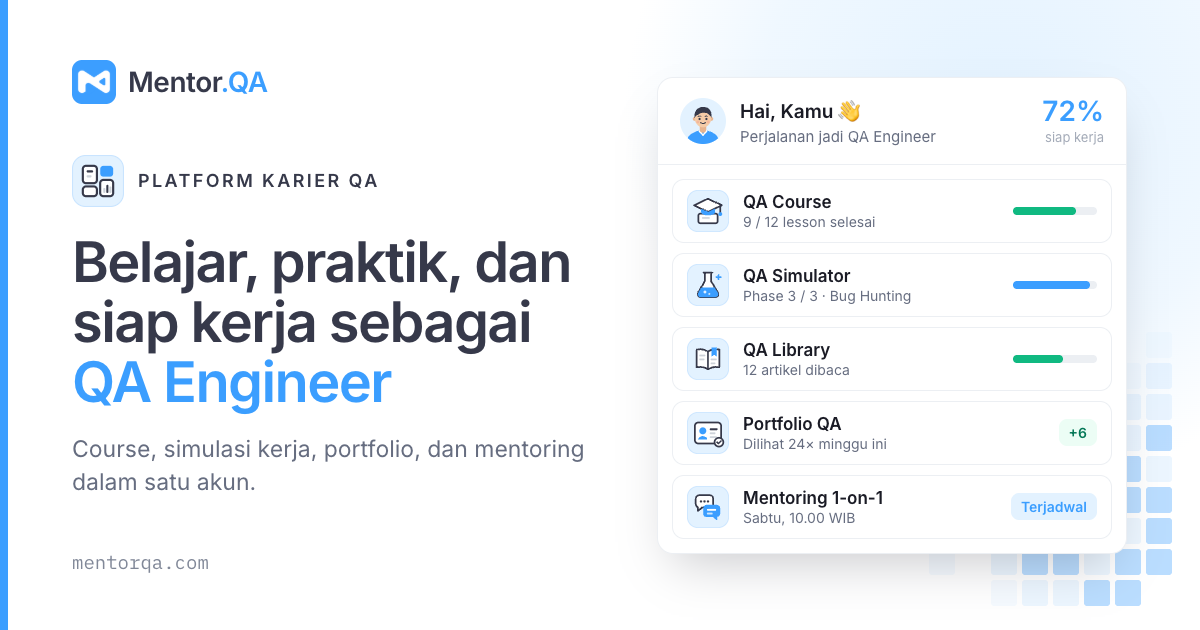 Mentor.QA
PLATFORM KARIER QA
Belajar, praktik, dan
siap kerja sebagai
QA Engineer
Course, simulasi kerja, portfolio, dan mentoring
dalam satu akun.
mentorqa.com
Hai, Kamu 👋
Perjalanan jadi QA Engineer
72%
siap kerja
QA Course
9 / 12 lesson selesai
QA Simulator
Phase 3 / 3 · Bug Hunting
QA Library
12 artikel dibaca
Portfolio QA
Dilihat 24× minggu ini
+6
Mentoring 1-on-1
Sabtu, 10.00 WIB
Terjadwal